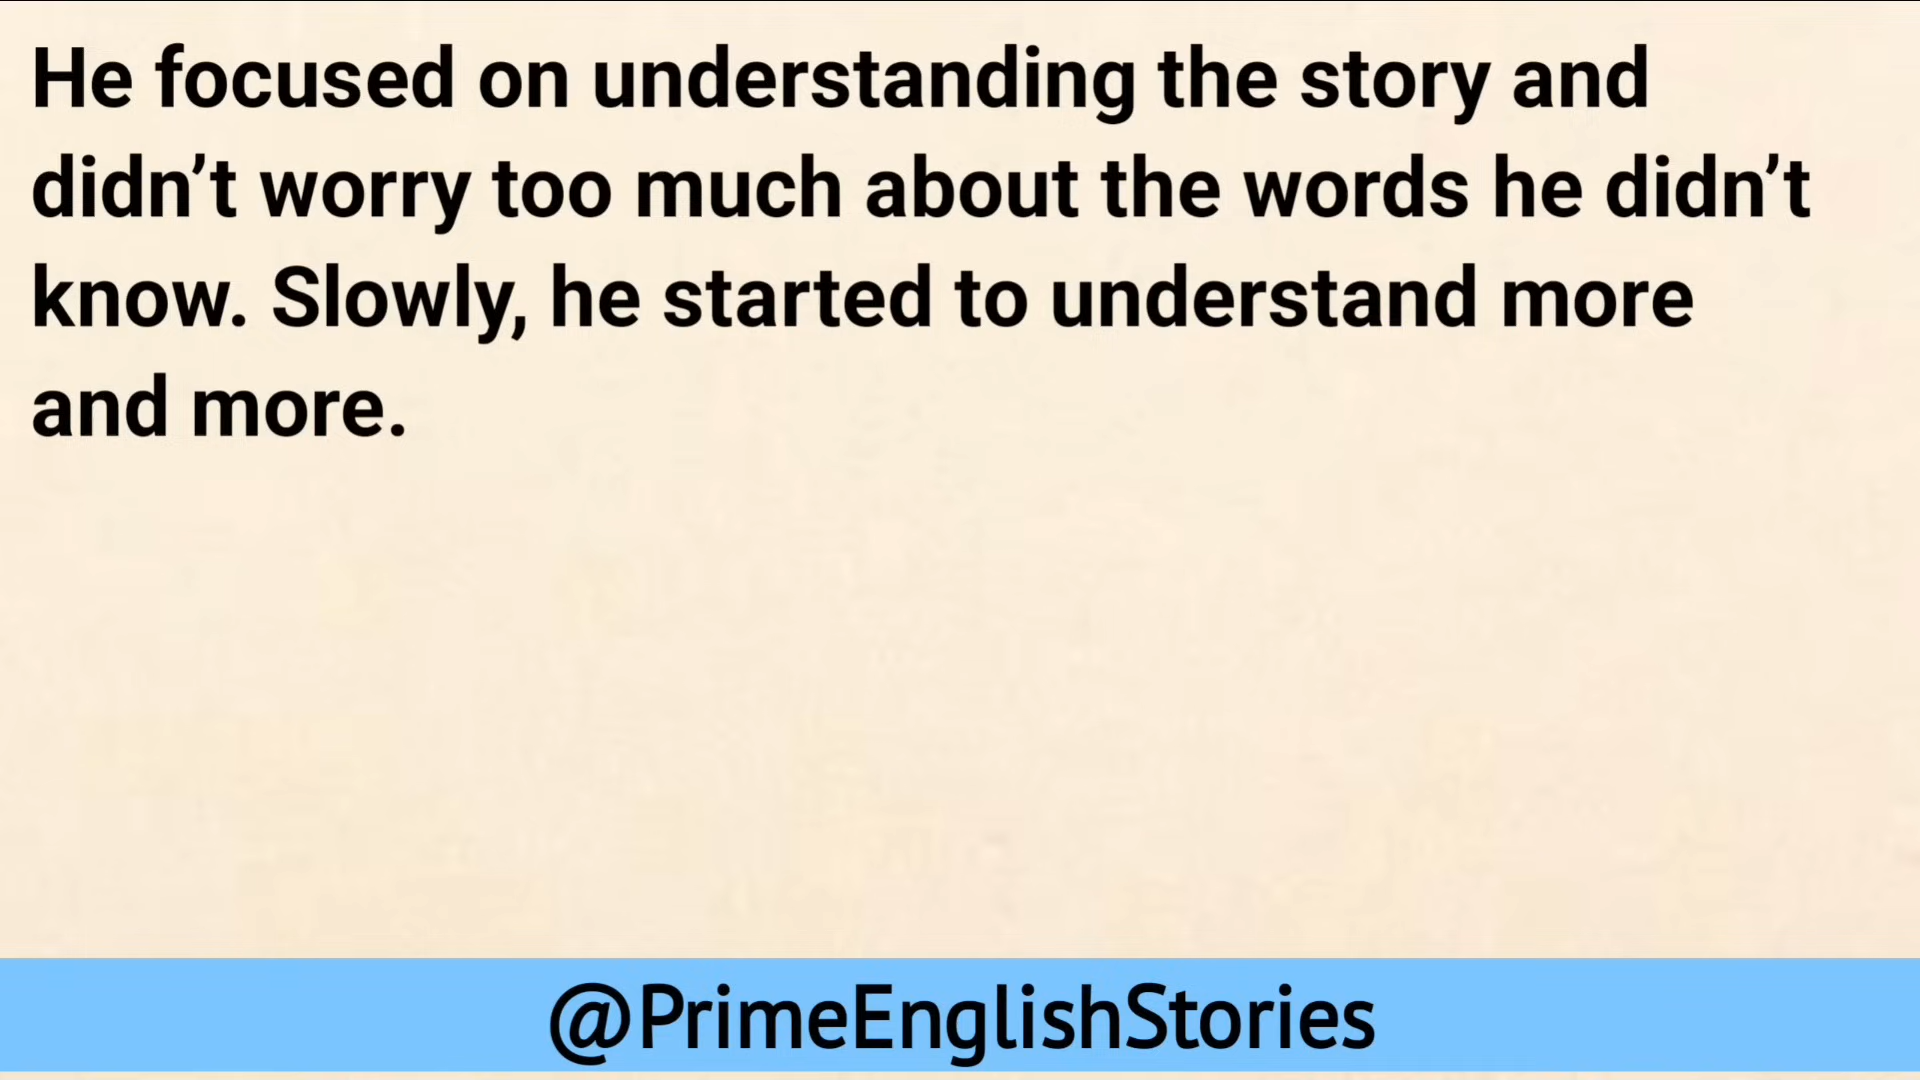 He focused on understanding the story and
didn’t worry too much about the words he didn’t
know. Slowly, he started to understand more
and more.
@PrimeEnglishStories